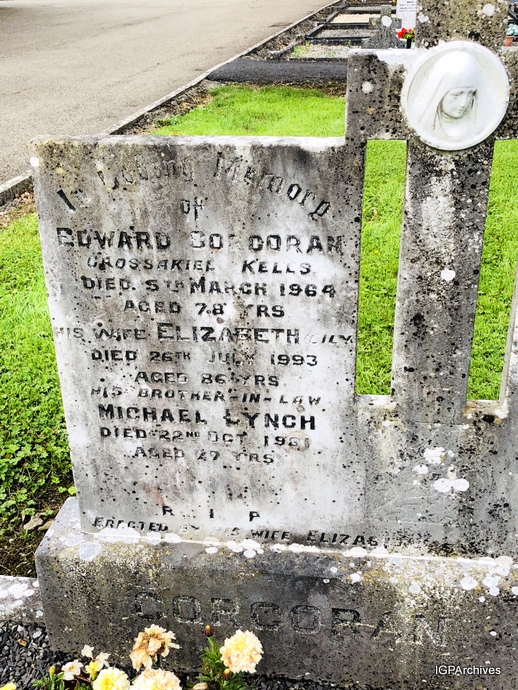 In Loving Memory
of
EDWARD CORCORAN
CROSSAKIEL KELLS
DIED 5TH MARCH 1964
AGED 78 YRS
HIS WIFE ELIZABETH (LILY
DIED 26TH JULY 1993
AGED 86 YRS
HIS BROTHER-IN-LAW
MICHAEL LYNCH
DIED 22ND OCT 1961
AGED YRS
R I P
ERECTED WIFE ELIZAB
CORCORAN
IGPArchives